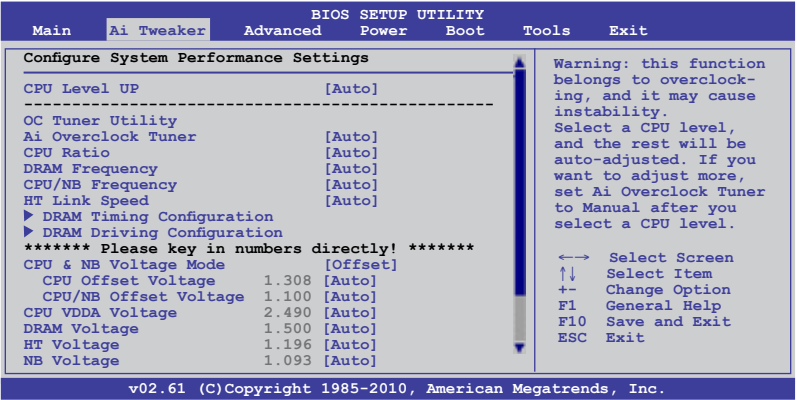 BIOS SETUP UTILITY
Main Ai Tweaker Advanced Power Boot Tools Exit
Configure System Performance Settings
CPU Level UP [Auto]
OC Tuner Utility
Ai Overclock Tuner [Auto]
CPU Ratio [Auto]
DRAM Frequency [Auto]
CPU/NB Frequency [Auto]
HT Link Speed [Auto]
DRAM Timing Configuration
DRAM Driving Configuration
******* Please key in numbers directly! *******
CPU & NB Voltage Mode [Offset]
CPU Offset Voltage 1.308 [Auto]
CPU/NB Offset Voltage 1.100 [Auto]
CPU VDDA Voltage 2.490 [Auto]
DRAM Voltage 1.500 [Auto]
HT Voltage 1.196 [Auto]
NB Voltage 1.093 [Auto]
Warning: this function
belongs to overclock-
ing, and it may cause
instability.
Select a CPU level,
and the rest will be
auto-adjusted. If you
want to adjust more,
set Ai Overclock Tuner
to Manual after you
select a CPU level.
←→ Select Screen
↑↓ Select Item
+- Change Option
F1 General Help
F10 Save and Exit
ESC Exit
v02.61 (C)Copyright 1985-2010, American Megatrends, Inc.